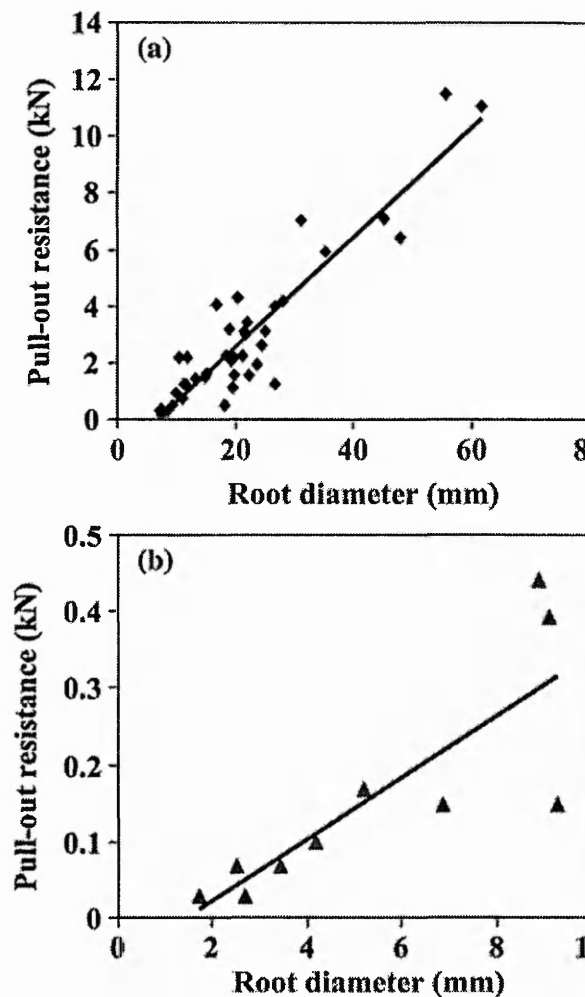 14
(a)
12
10
8
6
4
2
0
Pull-out resistance (kN)
0 20 40 60 8
Root diameter (mm)
0.5
(b)
0.4
0.3
0.2
0.1
0
Pull-out resistance (kN)
0 2 4 6 8 1
Root diameter (mm)